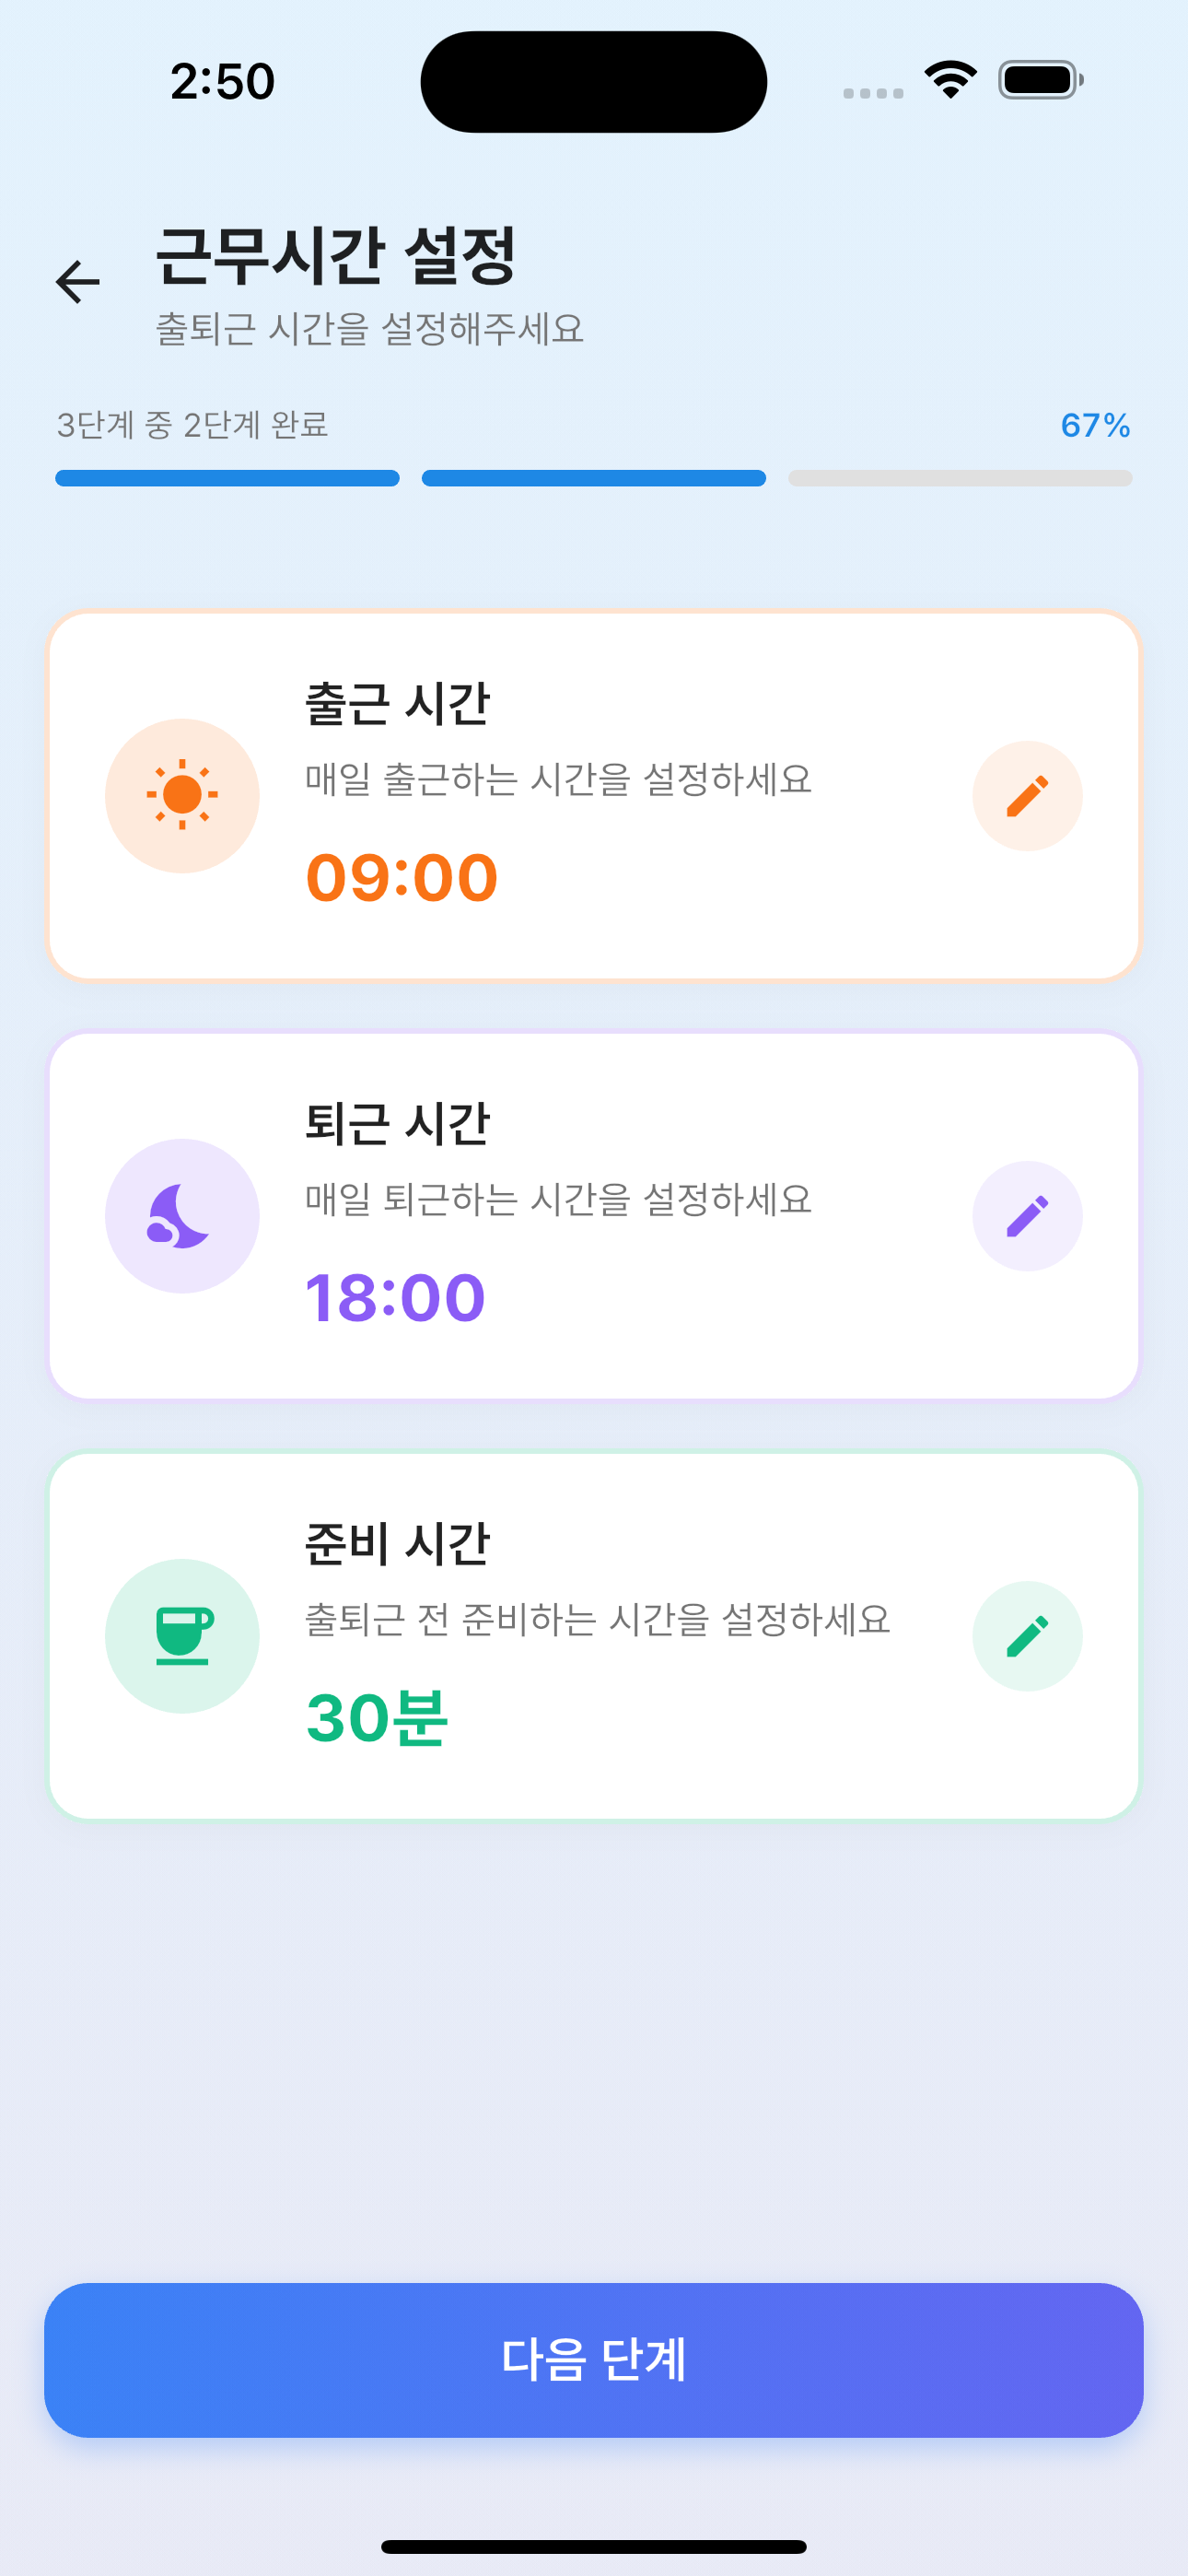 2:50
근무시간 설정
출퇴근 시간을 설정해주세요
3단계 중 2단계 완료 67%
출근 시간
매일 출근하는 시간을 설정하세요
09:00
퇴근 시간
매일 퇴근하는 시간을 설정하세요
18:00
준비 시간
출퇴근 전 준비하는 시간을 설정하세요
30분
다음 단계